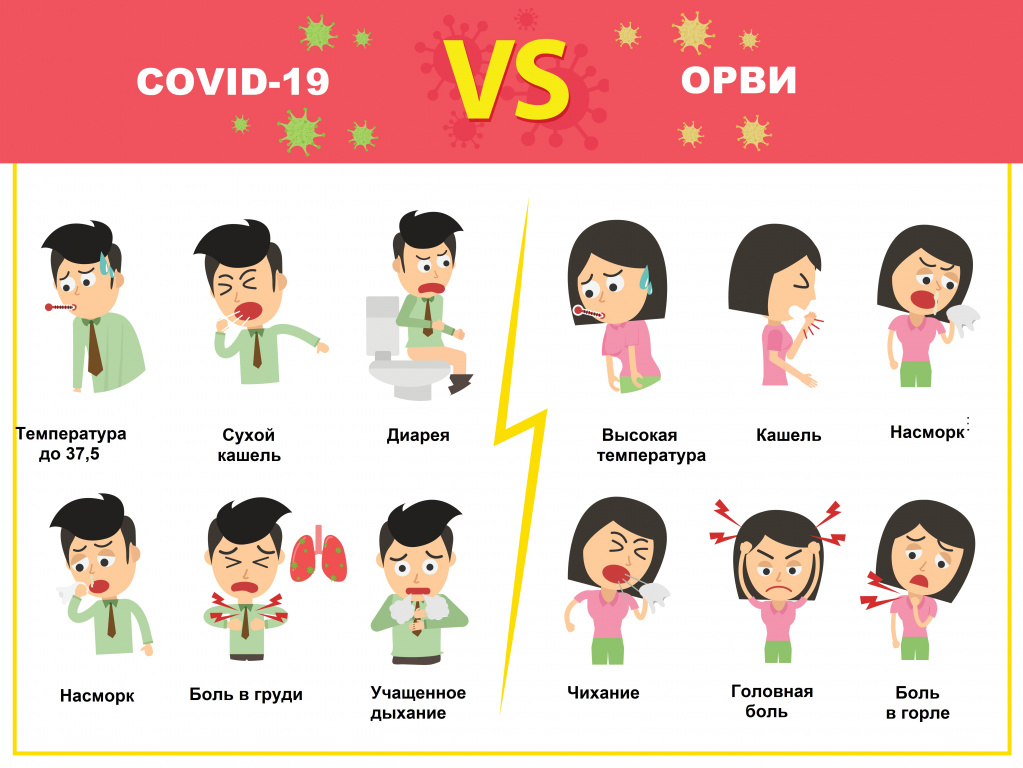 COVID-19
VS
ОРВИ
Температура
до 37,5
Сухой
кашель
Диарея
Высокая
температура
Кашель
Насморк
Насморк
Боль в груди
Учащенное
дыхание
Чихание
Головная
боль
Боль
в горле